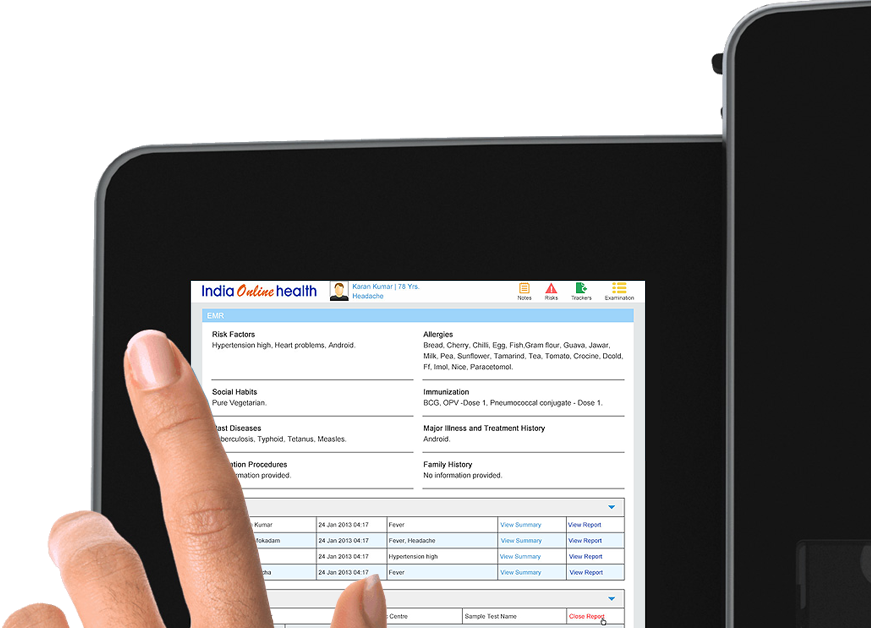 India Online health
Karan Kumar | 78 Yrs.
Headache
Notes
Risks
Trackers
Examination
EMR
Risk Factors
Hypertension high, Heart problems, Android.
Allergies
Bread, Cherry, Chilli, Egg, Fish,Gram flour, Guava, Jawar,
Milk, Pea, Sunflower, Tamarind, Tea, Tomato, Crocine, Dcold,
Ff, Imol, Nice, Paracetomol.
Social Habits
Pure Vegetarian.
Immunization
BCG, OPV -Dose 1, Pneumococcal conjugate - Dose 1.
Past Diseases
Tuberculosis, Typhoid, Tetanus, Measles.
Major Illness and Treatment History
Android.
Procedures
provided.
Family History
No information provided.
Kumar 24 Jan 2013 04:17 Fever View Summary View Report
24 Jan 2013 04:17 Fever, Headache View Summary View Report
24 Jan 2013 04:17 Hypertension high View Summary View Report
24 Jan 2013 04:17 Fever View Summary View Report
Centre Sample Test Name Close Report